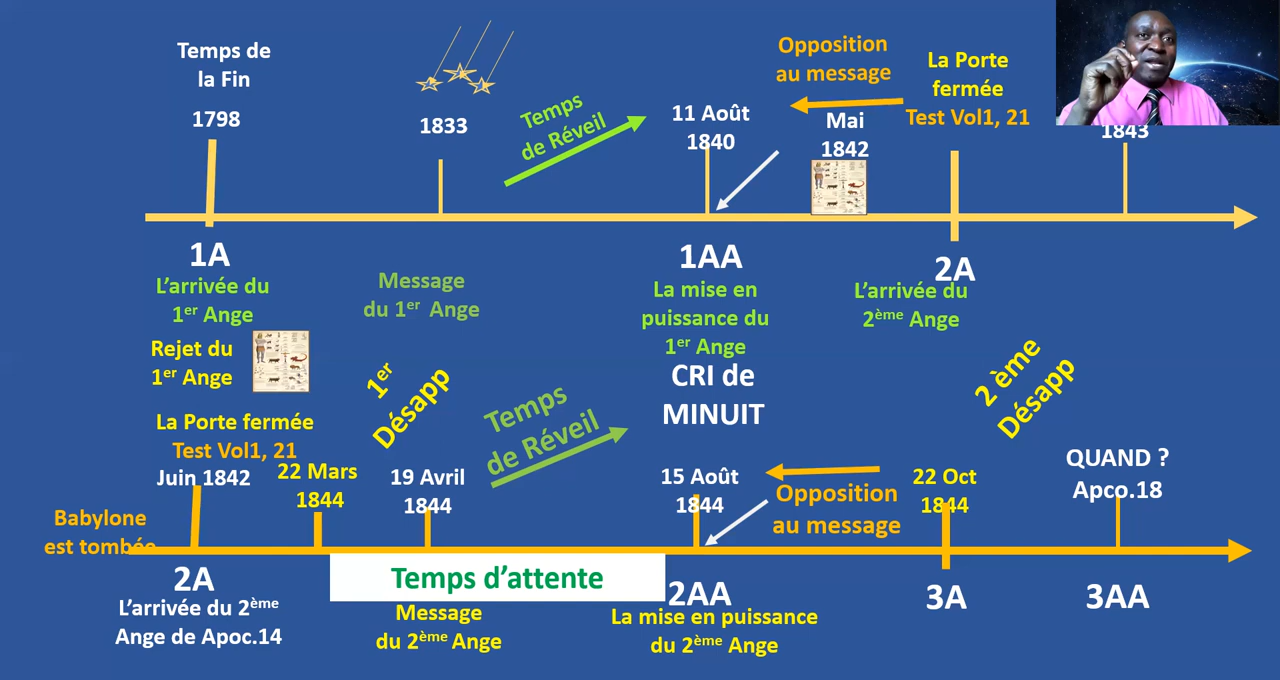 Temps de
la Fin
1798
1833
Temps
de Réveil
11 Août
1840
Opposition
au message
Mai
1842
La Porte
fermée
Test Vol1, 21
1843
1A
L'arrivée du
1er Ange
Message
du 1er Ange
1AA
La mise en
puissance du
1er Ange
2A
L'arrivée du
2ème Ange
Rejet du
1er Ange
La Porte fermée
Test Vol1, 21
Juin 1842
22 Mars
1844
1er
Désapp
19 Avril
1844
Temps
de Réveil
CRI de
MINUIT
15 Août
1844
Opposition
au message
2 ème
Désapp
22 Oct
1844
QUAND ?
Apco.18
Babylone
est tombée
2A
L'arrivée du 2ème
Ange de Apoc.14
Temps d'attente
Message
du 2ème Ange
2AA
La mise en puissance
du 2ème Ange
3A
3AA